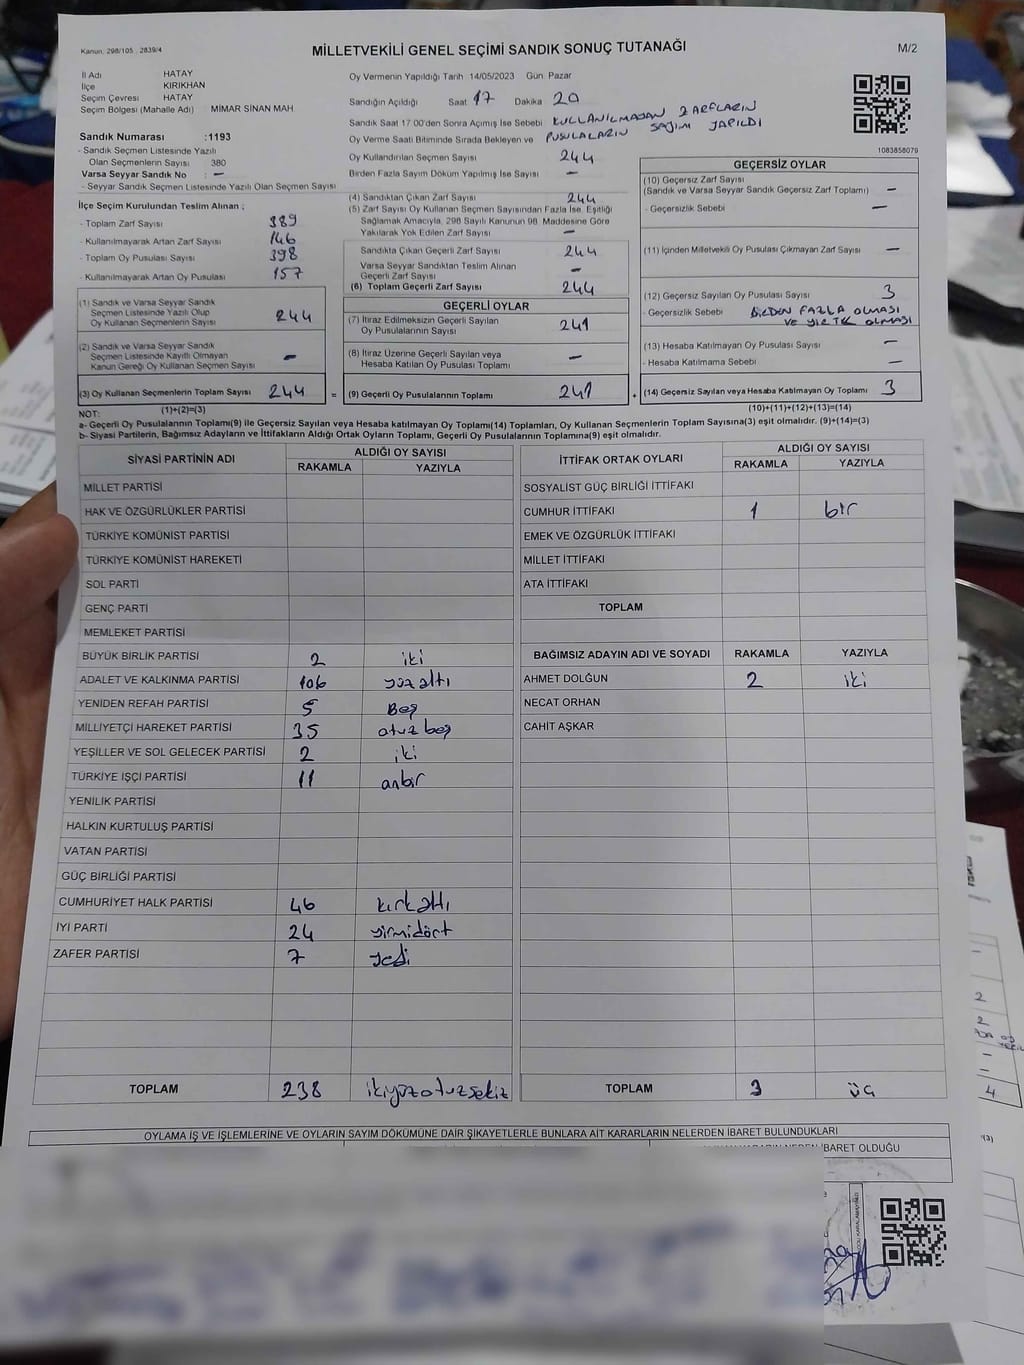 Kanun, 298/105 , 2839/4
MİLLETVEKİLİ GENEL SEÇİMİ SANDIK SONUÇ TUTANAĞI
M/2
İl Adı HATAY
İlçe KIRIKHAN
Seçim Çevresi HATAY
Seçim Bölgesi (Mahalle Adı) MİMAR SİNAN MAH
Sandık Numarası :1193
- Sandık Seçmen Listesinde Yazılı
Olan Seçmenlerin Sayısı 380
Varsa Seyyar Sandık No –
- Seyyar Sandık Seçmen Listesinde Yazılı Olan Seçmen Sayısı
İlçe Seçim Kurulundan Teslim Alınan ;
- Toplam Zarf Sayısı 389
- Kullanılmayarak Artan Zarf Sayısı 146
- Toplam Oy Pusulası Sayısı 398
- Kullanılmayarak Artan Oy Pusulası 157
Oy Vermenin Yapıldığı Tarih 14/05/2023 Gün Pazar
Sandığın Açıldığı Saat 17 Dakika 20
Sandık Saat 17.00'den Sonra Açımış İse Sebebi KULLANILMAYAN ZARFLARIN
Oy Verme Saati Bitiminde Sırada Bekleyen ve PUSULALARIN SAYIM YAPILDI
Oy Kullandırılan Seçmen Sayısı 244
Birden Fazla Sayım Döküm Yapılmış İse Sayısı –
(4) Sandıktan Çıkan Zarf Sayısı 244
(5) Zarf Sayısı Oy Kullanan Seçmen Sayısından Fazla İse, Eşitliği
Sağlamak Amacıyla, 298 Sayılı Kanunun 98. Maddesine Göre
Yakılarak Yok Edilen Zarf Sayısı –
Sandıkta Çıkan Geçerli Zarf Sayısı 244
Varsa Seyyar Sandıktan Teslim Alınan
Geçerli Zarf Sayısı –
(6) Toplam Geçerli Zarf Sayısı 244
1083858079
GEÇERSİZ OYLAR
(10) Geçersiz Zarf Sayısı
(Sandık ve Varsa Seyyar Sandık Geçersiz Zarf Toplamı) –
- Geçersizlik Sebebi –
(11) İçinden Milletvekili Oy Pusulası Çıkmayan Zarf Sayısı –
(12) Geçersiz Sayılan Oy Pusulası Sayısı 3
- Geçersizlik Sebebi BİRDEN FAZLA OLMASI
VE YIRTIK OLMASI
(13) Hesaba Katılmayan Oy Pusulası Sayısı –
- Hesaba Katılmama Sebebi –
(14) Geçersiz Sayılan veya Hesaba Katılmayan Oy Toplamı 3
(10)+(11)+(12)+(13)=(14)
(1) Sandık ve Varsa Seyyar Sandık
Seçmen Listesinde Yazılı Olup
Oy Kullanan Seçmenlerin Sayısı 244
(2) Sandık ve Varsa Seyyar Sandık
Seçmen Listesinde Kayıtlı Olmayan
Kanun Gereği Oy Kullanan Seçmen Sayısı –
(3) Oy Kullanan Seçmenlerin Toplam Sayısı 244 =
(1)+(2)=(3)
GEÇERLİ OYLAR
(7) İtiraz Edilmeksizin Geçerli Sayılan
Oy Pusulalarının Sayısı 241
(8) İtiraz Üzerine Geçerli Sayılan veya
Hesaba Katılan Oy Pusulası Toplamı –
(9) Geçerli Oy Pusulalarının Toplamı 241 +
NOT:
a- Geçerli Oy Pusulalarının Toplamı(9) ile Geçersiz Sayılan veya Hesaba katılmayan Oy Toplamı(14) Toplamları, Oy Kullanan Seçmenlerin Toplam Sayısına(3) eşit olmalıdır. (9)+(14)=(3)
b- Siyasi Partilerin, Bağımsız Adayların ve İttifakların Aldığı Ortak Oyların Toplamı, Geçerli Oy Pusulalarının Toplamına(9) eşit olmalıdır.
SİYASİ PARTİNİN ADI ALDIĞI OY SAYISI
RAKAMLA YAZIYLA
MİLLET PARTİSİ
HAK VE ÖZGÜRLÜKLER PARTİSİ
TÜRKİYE KOMÜNİST PARTİSİ
TÜRKİYE KOMÜNİST HAREKETİ
SOL PARTİ
GENÇ PARTİ
MEMLEKET PARTİSİ
BÜYÜK BİRLİK PARTİSİ 2 iki
ADALET VE KALKINMA PARTİSİ 106 yüzaltı
YENİDEN REFAH PARTİSİ 5 Beş
MİLLİYETÇİ HAREKET PARTİSİ 35 otuz beş
YEŞİLLER VE SOL GELECEK PARTİSİ 2 iki
TÜRKİYE İŞÇİ PARTİSİ 11 onbir
YENİLİK PARTİSİ
HALKIN KURTULUŞ PARTİSİ
VATAN PARTİSİ
GÜÇ BİRLİĞİ PARTİSİ
CUMHURİYET HALK PARTİSİ 46 kırkaltı
İYİ PARTİ 24 yirmidört
ZAFER PARTİSİ 7 yedi
TOPLAM 238 ikiyüzotuzsekiz
İTTİFAK ORTAK OYLARI ALDIĞI OY SAYISI
RAKAMLA YAZIYLA
SOSYALİST GÜÇ BİRLİĞİ İTTİFAKI
CUMHUR İTTİFAKI 1 bir
EMEK VE ÖZGÜRLÜK İTTİFAKI
MİLLET İTTİFAKI
ATA İTTİFAKI
TOPLAM
BAĞIMSIZ ADAYIN ADI VE SOYADI RAKAMLA YAZIYLA
AHMET DOLĞUN 2 iki
NECAT ORHAN
CAHİT AŞKAR
TOPLAM 3 üç
OYLAMA İŞ VE İŞLEMLERİNE VE OYLARIN SAYIM DÖKÜMÜNE DAİR ŞİKAYETLERLE BUNLARA AİT KARARLARIN NELERDEN İBARET BULUNDUKLARI
İBARET OLDUĞU